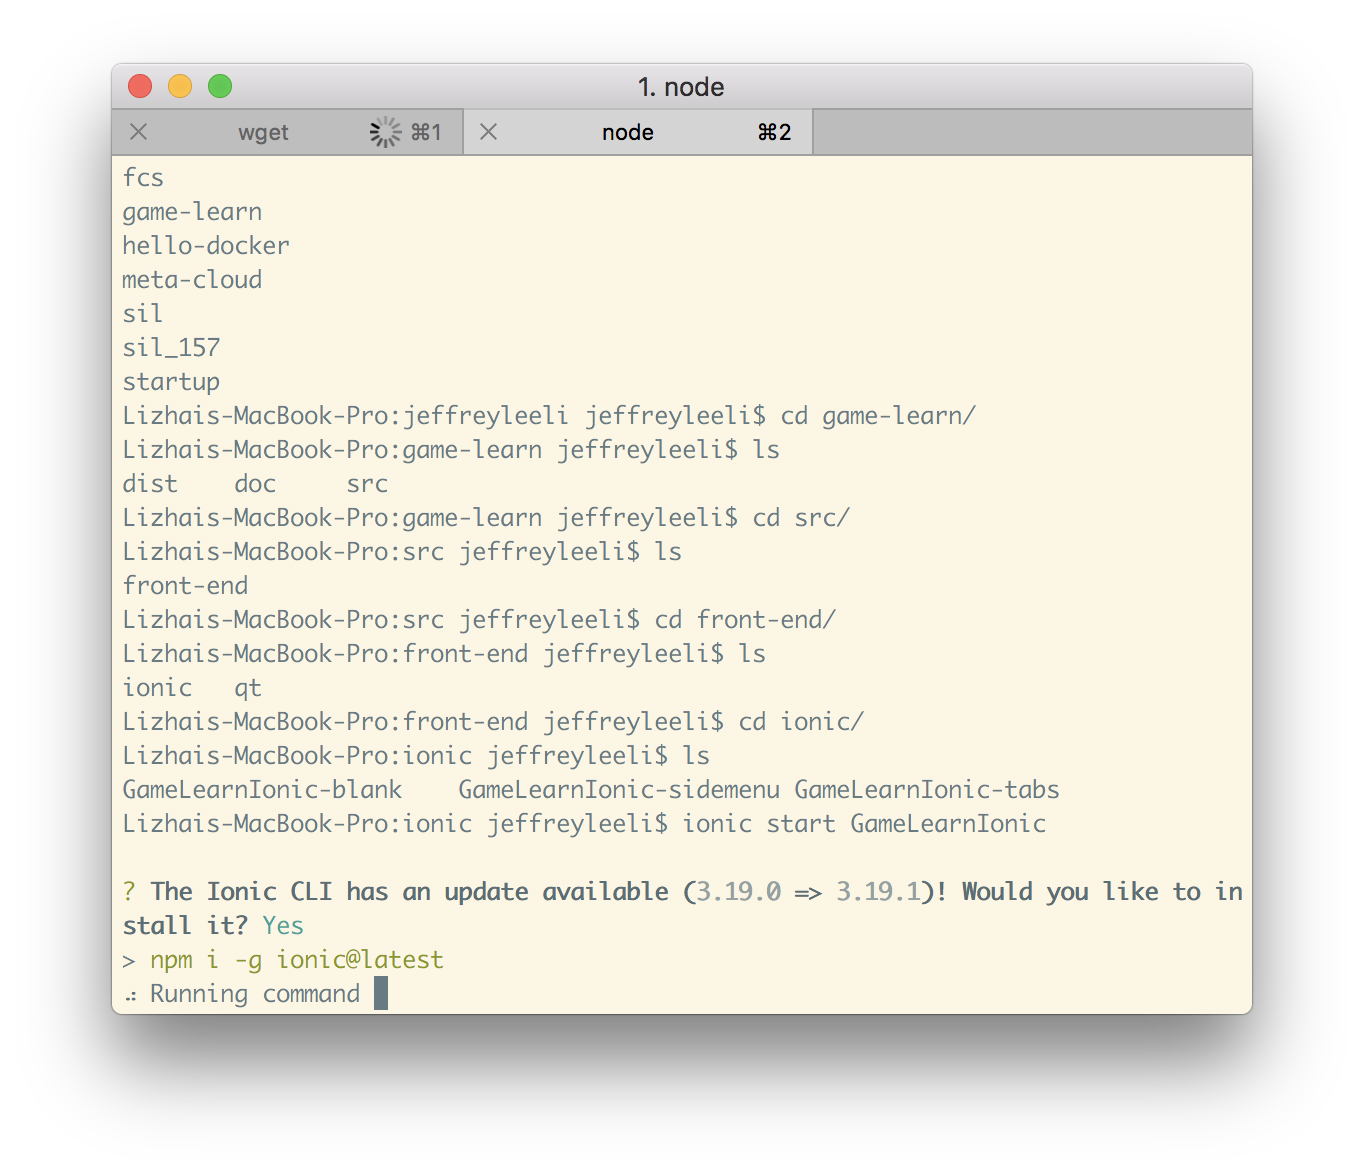 1. node
wget ⌘1 node ⌘2
fcs
game-learn
hello-docker
meta-cloud
sil
sil_157
startup
Lizhais-MacBook-Pro:jeffreyleeli jeffreyleeli$ cd game-learn/
Lizhais-MacBook-Pro:game-learn jeffreyleeli$ ls
dist    doc     src
Lizhais-MacBook-Pro:game-learn jeffreyleeli$ cd src/
Lizhais-MacBook-Pro:src jeffreyleeli$ ls
front-end
Lizhais-MacBook-Pro:src jeffreyleeli$ cd front-end/
Lizhais-MacBook-Pro:front-end jeffreyleeli$ ls
ionic   qt
Lizhais-MacBook-Pro:front-end jeffreyleeli$ cd ionic/
Lizhais-MacBook-Pro:ionic jeffreyleeli$ ls
GameLearnIonic-blank    GameLearnIonic-sidemenu GameLearnIonic-tabs
Lizhais-MacBook-Pro:ionic jeffreyleeli$ ionic start GameLearnIonic
? The Ionic CLI has an update available (3.19.0 => 3.19.1)! Would you like to in
stall it? Yes
> npm i -g ionic@latest
Running command